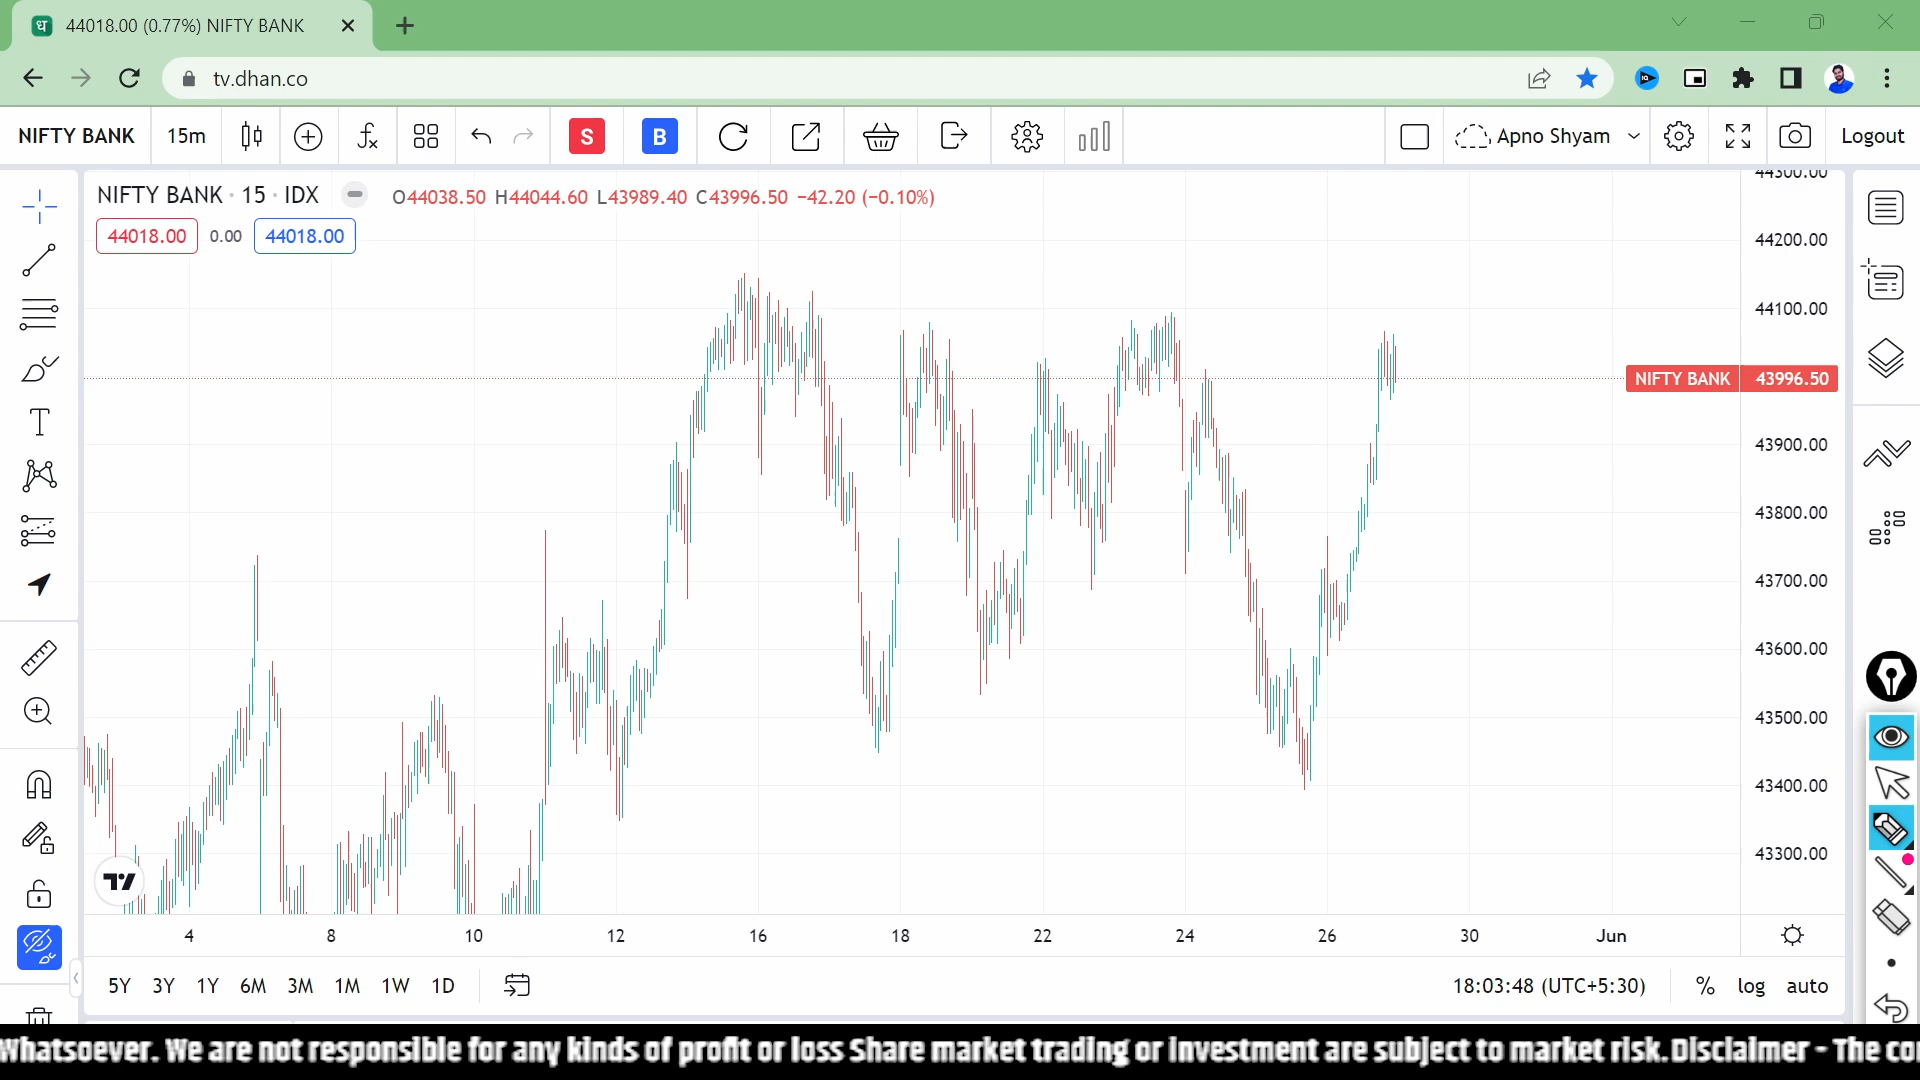 ध 44018.00 (0.77%) NIFTY BANK
tv.dhan.co
NIFTY BANK 15m S B Apno Shyam Logout
NIFTY BANK · 15 · IDX O44038.50 H44044.60 L43989.40 C43996.50 −42.20 (−0.10%)
44018.00 0.00 44018.00
44300.00
44200.00
44100.00
NIFTY BANK 43996.50
43900.00
43800.00
43700.00
43600.00
43500.00
43400.00
43300.00
4 8 10 12 16 18 22 24 26 30 Jun
5Y 3Y 1Y 6M 3M 1M 1W 1D 18:03:48 (UTC+5:30) % log auto
Whatsoever. We are not responsible for any kinds of profit or loss Share market trading or investment are subject to market risk. Disclaimer - The